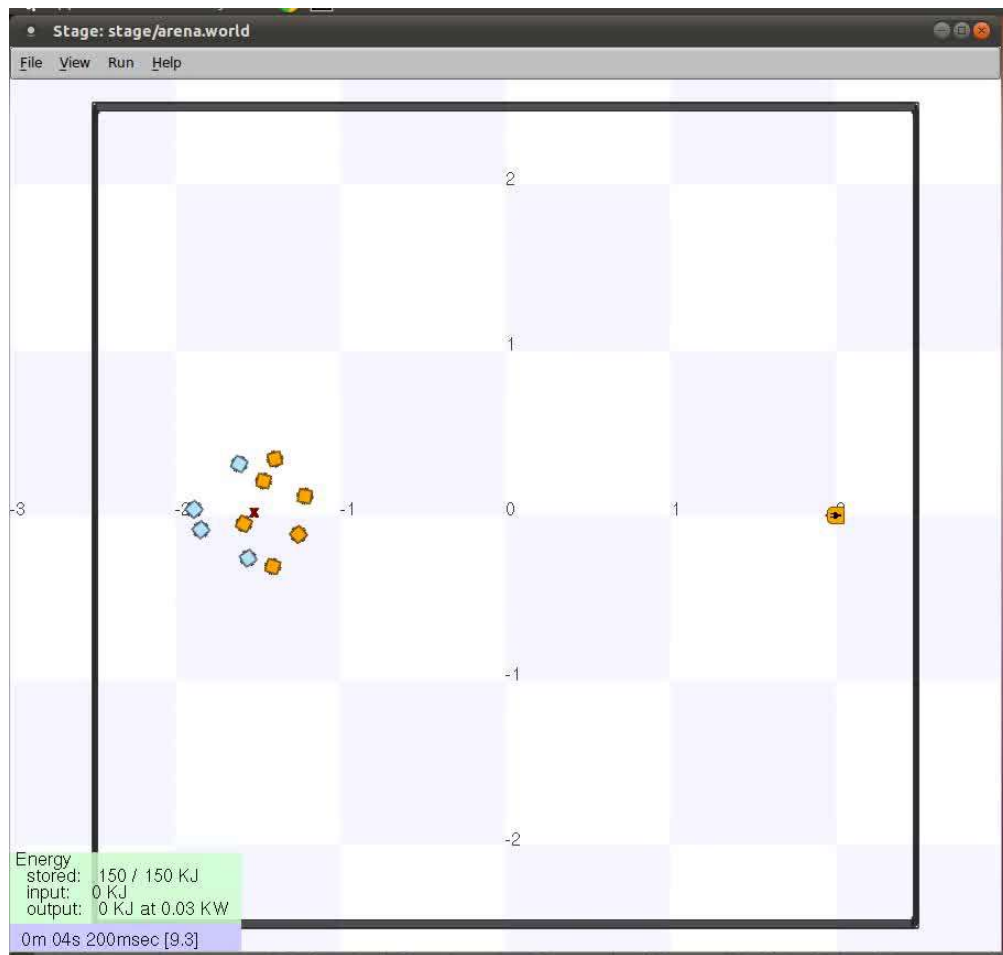 Stage: stage/arena.world
File View Run Help
2
1
-3 -2 -1 0 1 2
-1
-2
Energy
stored: 150 / 150 KJ
input: 0 KJ
output: 0 KJ at 0.03 KW
0m 04s 200msec [9.3]